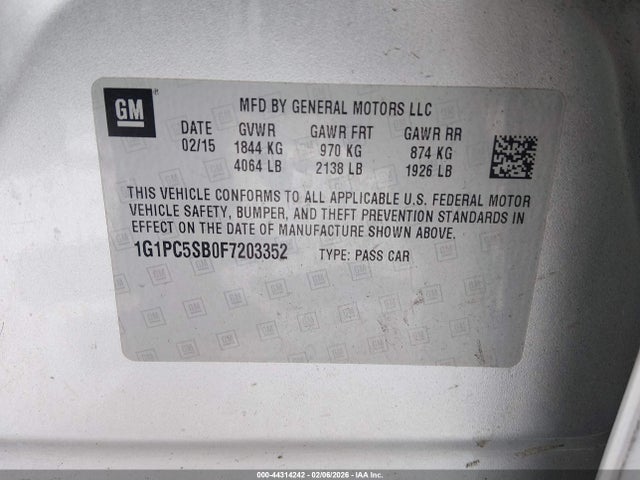 GM
MFD BY GENERAL MOTORS LLC
DATE GVWR GAWR FRT GAWR RR
02/15 1844 KG 970 KG 874 KG
4064 LB 2138 LB 1926 LB
THIS VEHICLE CONFORMS TO ALL APPLICABLE U.S. FEDERAL MOTOR
VEHICLE SAFETY, BUMPER, AND THEFT PREVENTION STANDARDS IN
EFFECT ON THE DATE OF MANUFACTURE SHOWN ABOVE.
1G1PC5SB0F7203352 TYPE: PASS CAR
000-44314242 - 02/06/2026 - IAA Inc.